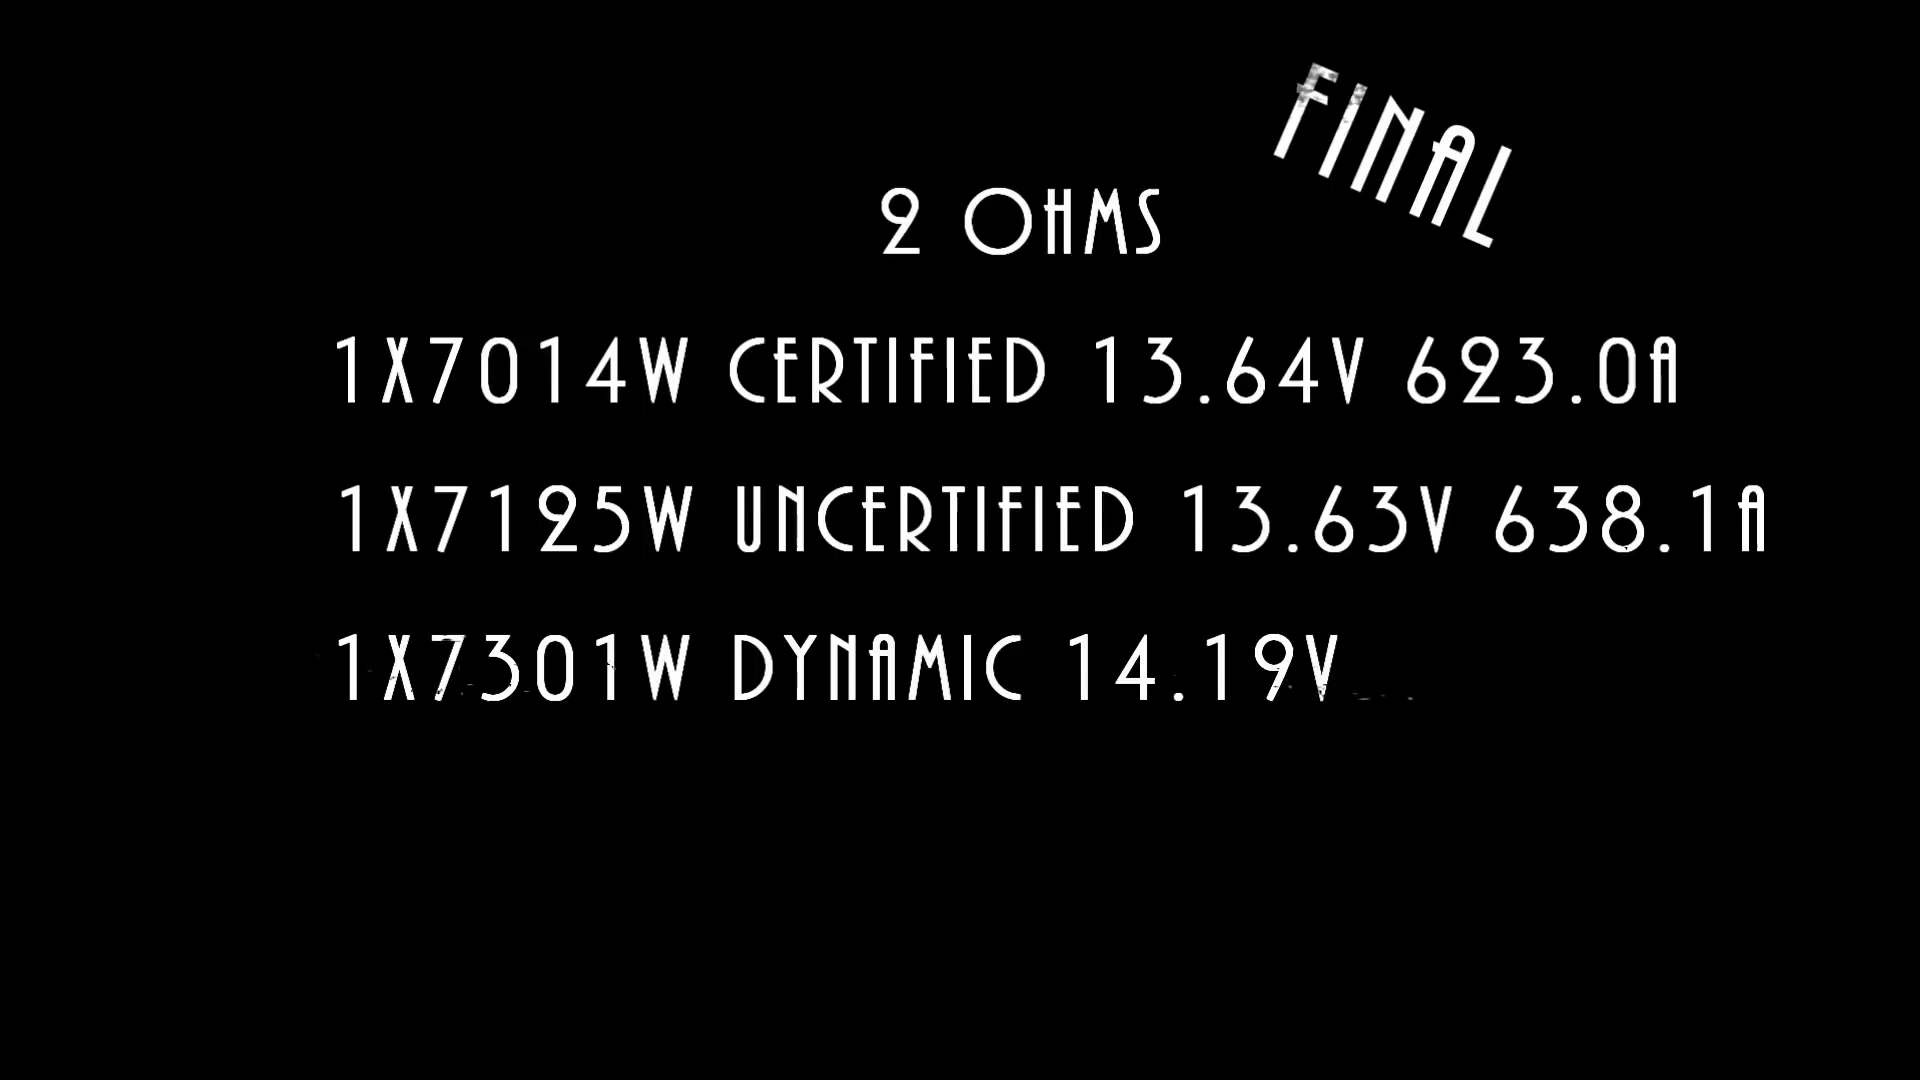 FINAL
2 OHMS
1X7014W CERTIFIED 13.64V 623.0A
1X7125W UNCERTIFIED 13.63V 638.1A
1X7301W DYNAMIC 14.19V